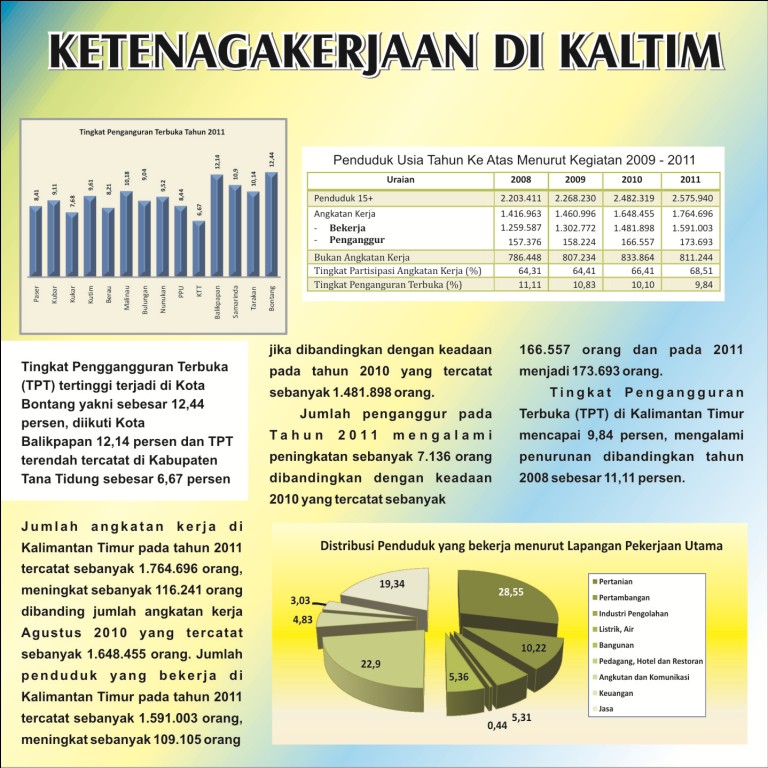 KETENAGAKERJAAN DI KALTIM
Tingkat Penganguran Terbuka Tahun 2011
8,41
9,11
7,68
9,61
8,21
10,18
9,04
9,52
8,44
6,67
12,14
10,9
10,14
12,44
Paser
Kubar
Kukar
Kutim
Berau
Malinau
Bulungan
Nunukan
PPU
KTT
Balikpapan
Samarinda
Tarakan
Bontang
Penduduk Usia Tahun Ke Atas Menurut Kegiatan 2009 - 2011
Uraian 2008 2009 2010 2011
Penduduk 15+ 2.203.411 2.268.230 2.482.319 2.575.940
Angkatan Kerja 1.416.963 1.460.996 1.648.455 1.764.696
- Bekerja 1.259.587 1.302.772 1.481.898 1.591.003
- Penganggur 157.376 158.224 166.557 173.693
Bukan Angkatan Kerja 786.448 807.234 833.864 811.244
Tingkat Partisipasi Angkatan Kerja (%) 64,31 64,41 66,41 68,51
Tingkat Penganguran Terbuka (%) 11,11 10,83 10,10 9,84
Tingkat Penggangguran Terbuka
(TPT) tertinggi terjadi di Kota
Bontang yakni sebesar 12,44
persen, diikuti Kota
Balikpapan 12,14 persen dan TPT
terendah tercatat di Kabupaten
Tana Tidung sebesar 6,67 persen
Jumlah angkatan kerja di
Kalimantan Timur pada tahun 2011
tercatat sebanyak 1.764.696 orang,
meningkat sebanyak 116.241 orang
dibanding jumlah angkatan kerja
Agustus 2010 yang tercatat
sebanyak 1.648.455 orang. Jumlah
penduduk yang bekerja di
Kalimantan Timur pada tahun 2011
tercatat sebanyak 1.591.003 orang,
meningkat sebanyak 109.105 orang
jika dibandingkan dengan keadaan
pada tahun 2010 yang tercatat
sebanyak 1.481.898 orang.
Jumlah penganggur pada
Tahun 2011 mengalami
peningkatan sebanyak 7.136 orang
dibandingkan dengan keadaan
2010 yang tercatat sebanyak
166.557 orang dan pada 2011
menjadi 173.693 orang.
Tingkat Pengangguran
Terbuka (TPT) di Kalimantan Timur
mencapai 9,84 persen, mengalami
penurunan dibandingkan tahun
2008 sebesar 11,11 persen.
Distribusi Penduduk yang bekerja menurut Lapangan Pekerjaan Utama
28,55
10,22
5,31
0,44
5,36
22,9
4,83
3,03
19,34
Pertanian
Pertambangan
Industri Pengolahan
Listrik, Air
Bangunan
Pedagang, Hotel dan Restoran
Angkutan dan Komunikasi
Keuangan
Jasa